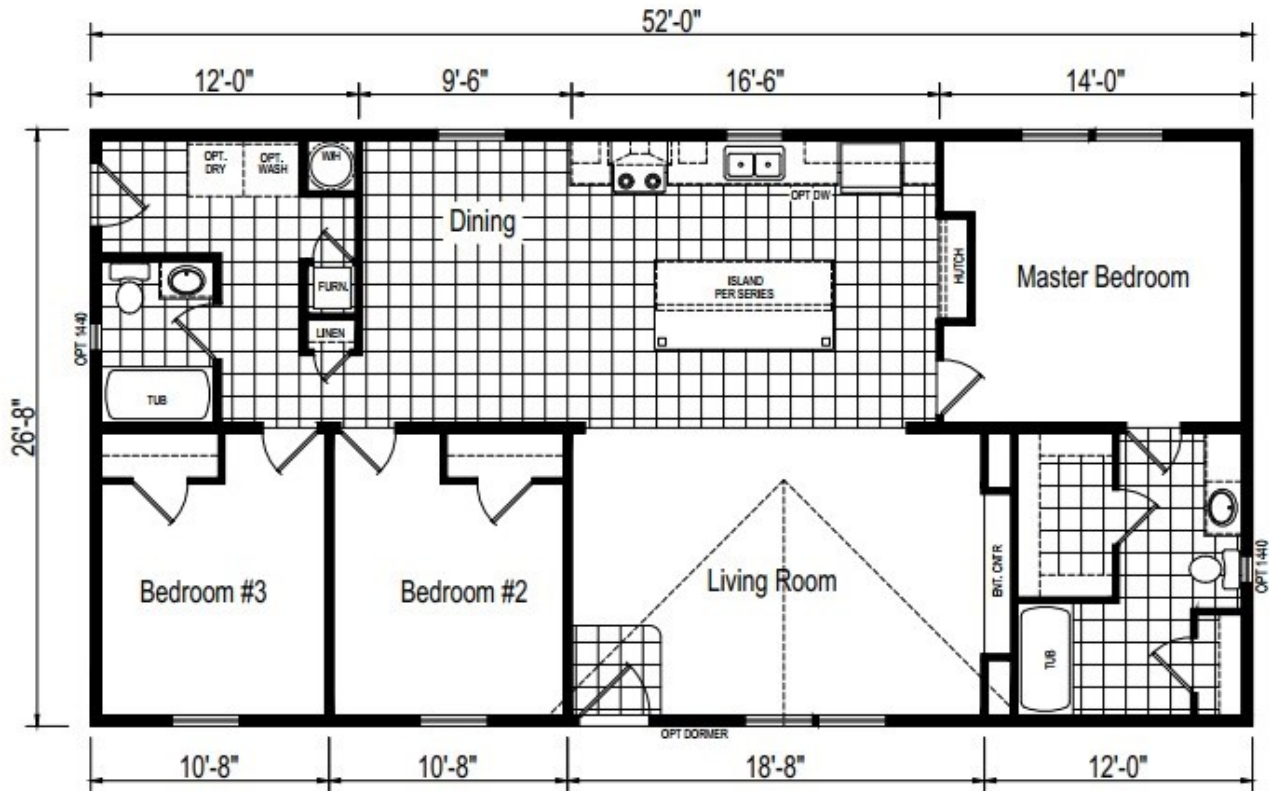 52'-0"
12'-0"
9'-6"
16'-6"
14'-0"
26'-8"
OPT.
DRY
OPT.
WASH
W/H
Dining
OPT DW
FURN.
LINEN
ISLAND
PER SERIES
HUTCH
Master Bedroom
OPT 1440
TUB
Bedroom #3
Bedroom #2
Living Room
ENT. CNTR
TUB
OPT 1440
OPT DORMER
10'-8"
10'-8"
18'-8"
12'-0"